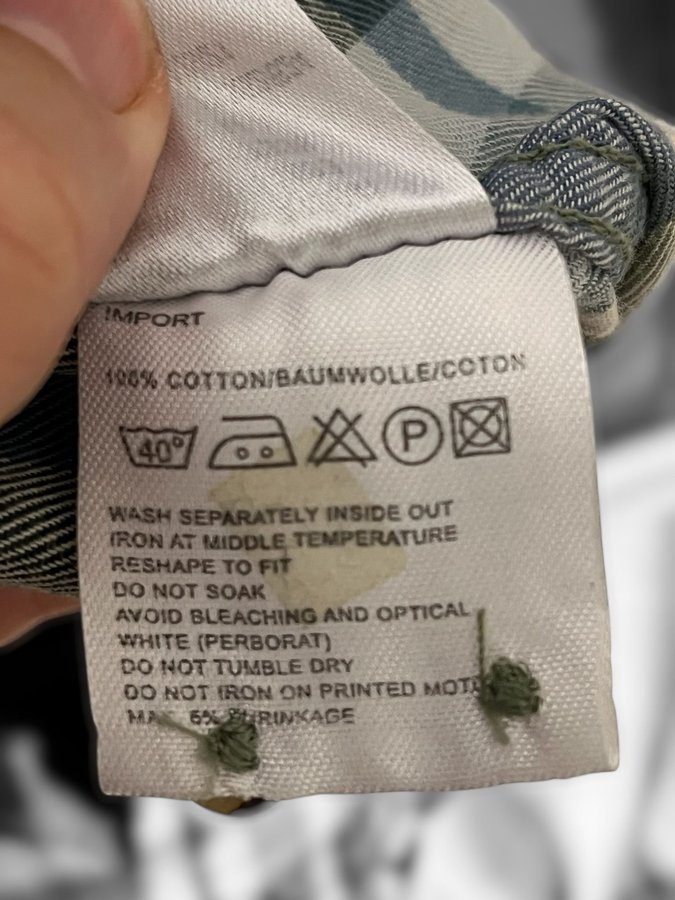 IMPORT
100% COTTON/BAUMWOLLE/COTON
40° P
WASH SEPARATELY INSIDE OUT
IRON AT MIDDLE TEMPERATURE
RESHAPE TO FIT
DO NOT SOAK
AVOID BLEACHING AND OPTICAL
WHITE (PERBORAT)
DO NOT TUMBLE DRY
DO NOT IRON ON PRINTED
5% SHRINKAGE